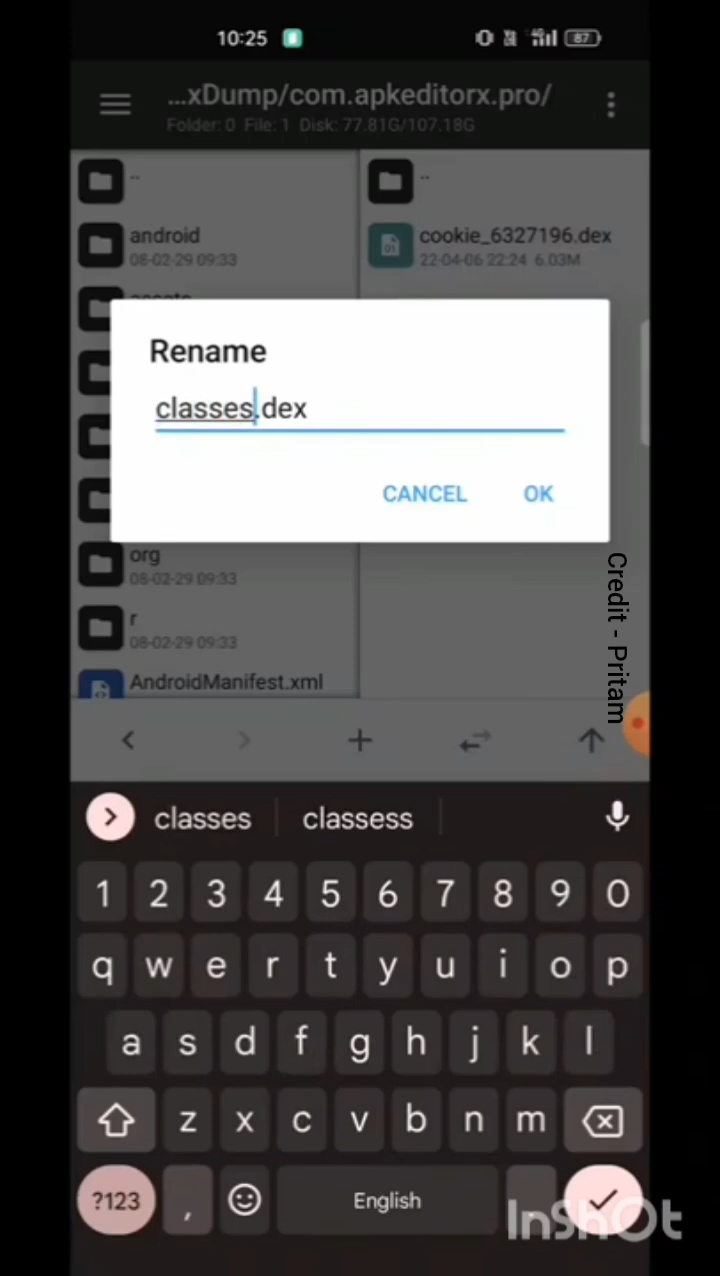 10:25
87
...xDump/com.apkeditorx.pro/
Folder: 0 File: 1 Disk: 77.81G/107.18G
..
..
android
08-02-29 09:33
cookie_6327196.dex
22-04-06 22:24 6.03M
assets
Rename
classes.dex
CANCEL
OK
org
08-02-29 09:33
r
08-02-29 09:33
AndroidManifest.xml
Credit - Pritam
classes
classess
1 2 3 4 5 6 7 8 9 0
q w e r t y u i o p
a s d f g h j k l
z x c v b n m
?123 , English .
InShOt